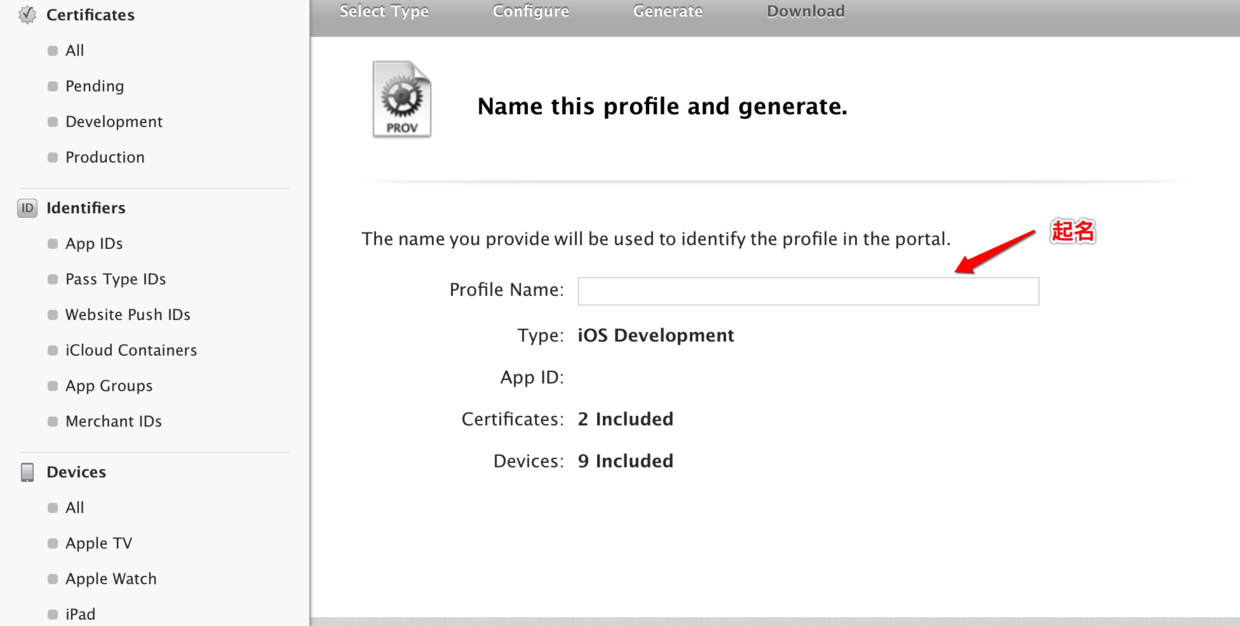 Certificates
All
Pending
Development
Production
ID Identifiers
App IDs
Pass Type IDs
Website Push IDs
iCloud Containers
App Groups
Merchant IDs
Devices
All
Apple TV
Apple Watch
iPad
Select Type Configure Generate Download
PROV
Name this profile and generate.
The name you provide will be used to identify the profile in the portal.
起名
Profile Name:
Type: iOS Development
App ID:
Certificates: 2 Included
Devices: 9 Included